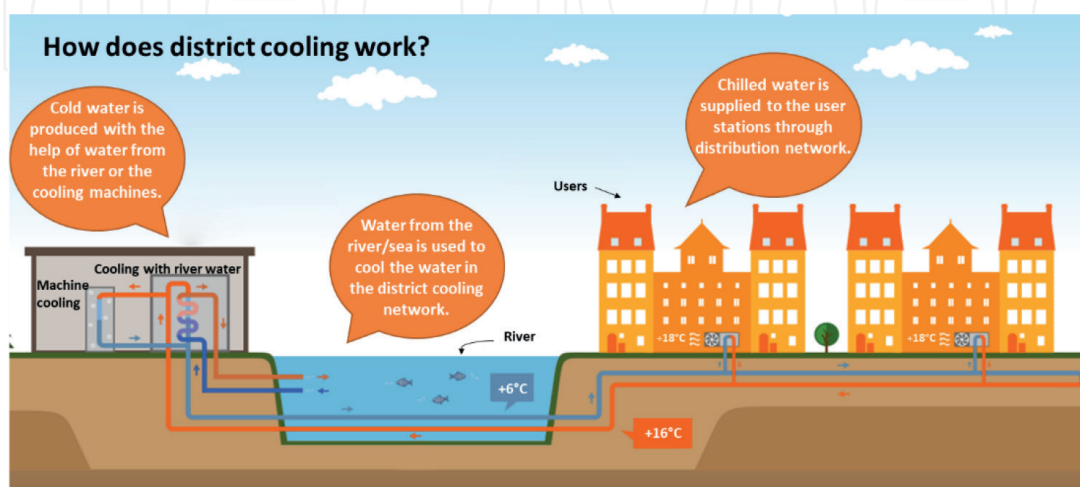 How does district cooling work?
Cold water is
produced with the
help of water from
the river or the
cooling machines.
Chilled water is
supplied to the user
stations through
distribution network.
Users
Water from the
river/sea is used to
cool the water in
the district cooling
network.
Cooling with river water
Machine
cooling
River
+18°C
+18°C
+6°C
+16°C